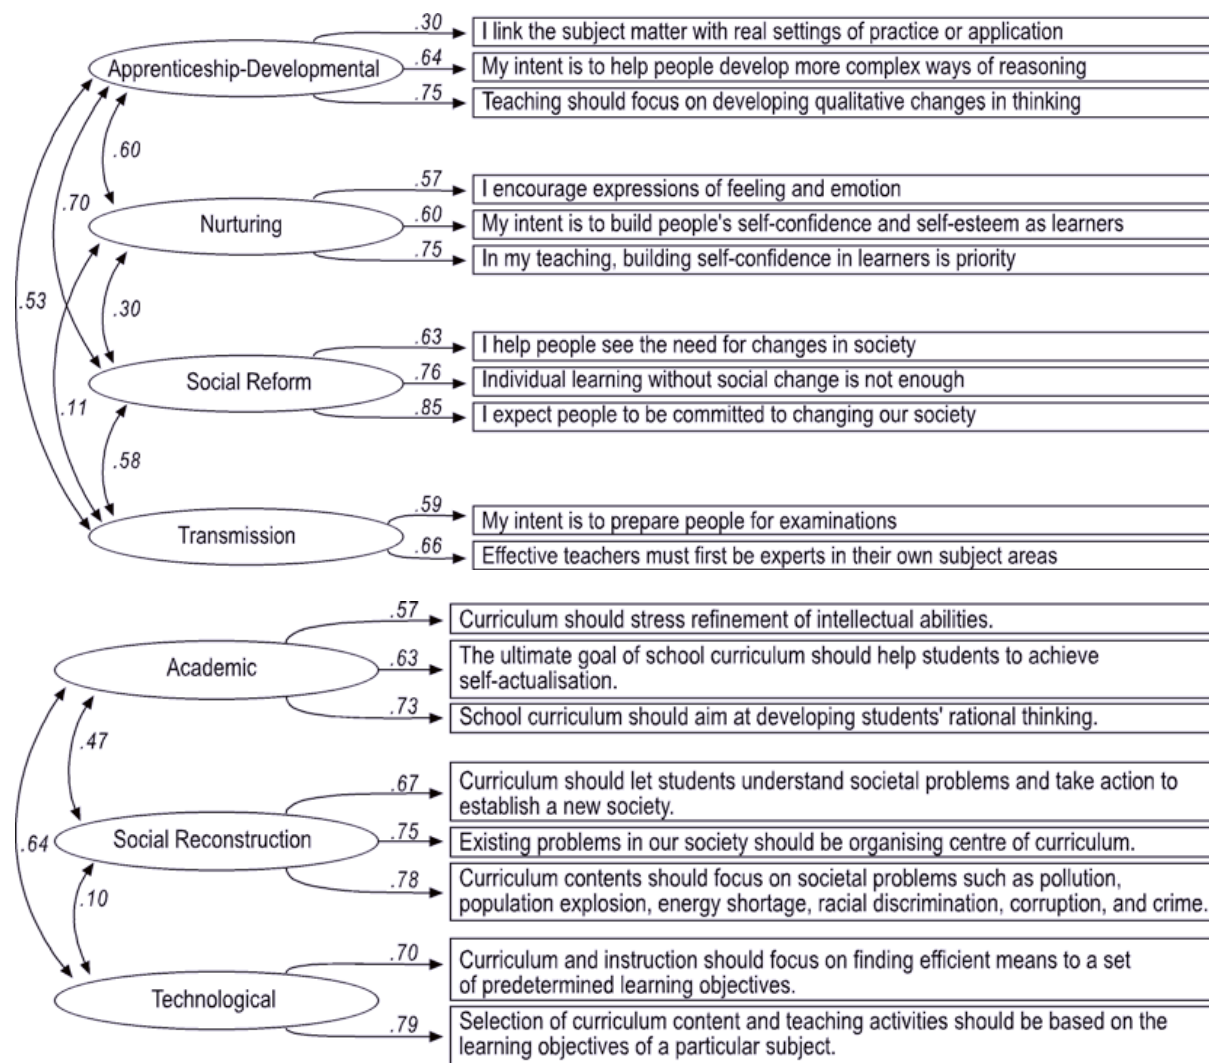 .30
I link the subject matter with real settings of practice or application
Apprenticeship-Developmental
.64
My intent is to help people develop more complex ways of reasoning
.75
Teaching should focus on developing qualitative changes in thinking
.60
.70
.57
I encourage expressions of feeling and emotion
Nurturing
.60
My intent is to build people's self-confidence and self-esteem as learners
.75
In my teaching, building self-confidence in learners is priority
.53
.30
.63
I help people see the need for changes in society
Social Reform
.76
Individual learning without social change is not enough
.85
I expect people to be committed to changing our society
.11
.58
.59
My intent is to prepare people for examinations
Transmission
.66
Effective teachers must first be experts in their own subject areas
.57
Curriculum should stress refinement of intellectual abilities.
Academic
.63
The ultimate goal of school curriculum should help students to achieve
self-actualisation.
.73
School curriculum should aim at developing students' rational thinking.
.47
.67
Curriculum should let students understand societal problems and take action to
establish a new society.
Social Reconstruction
.75
Existing problems in our society should be organising centre of curriculum.
.64
.78
Curriculum contents should focus on societal problems such as pollution,
population explosion, energy shortage, racial discrimination, corruption, and crime.
.10
.70
Curriculum and instruction should focus on finding efficient means to a set
of predetermined learning objectives.
Technological
.79
Selection of curriculum content and teaching activities should be based on the
learning objectives of a particular subject.